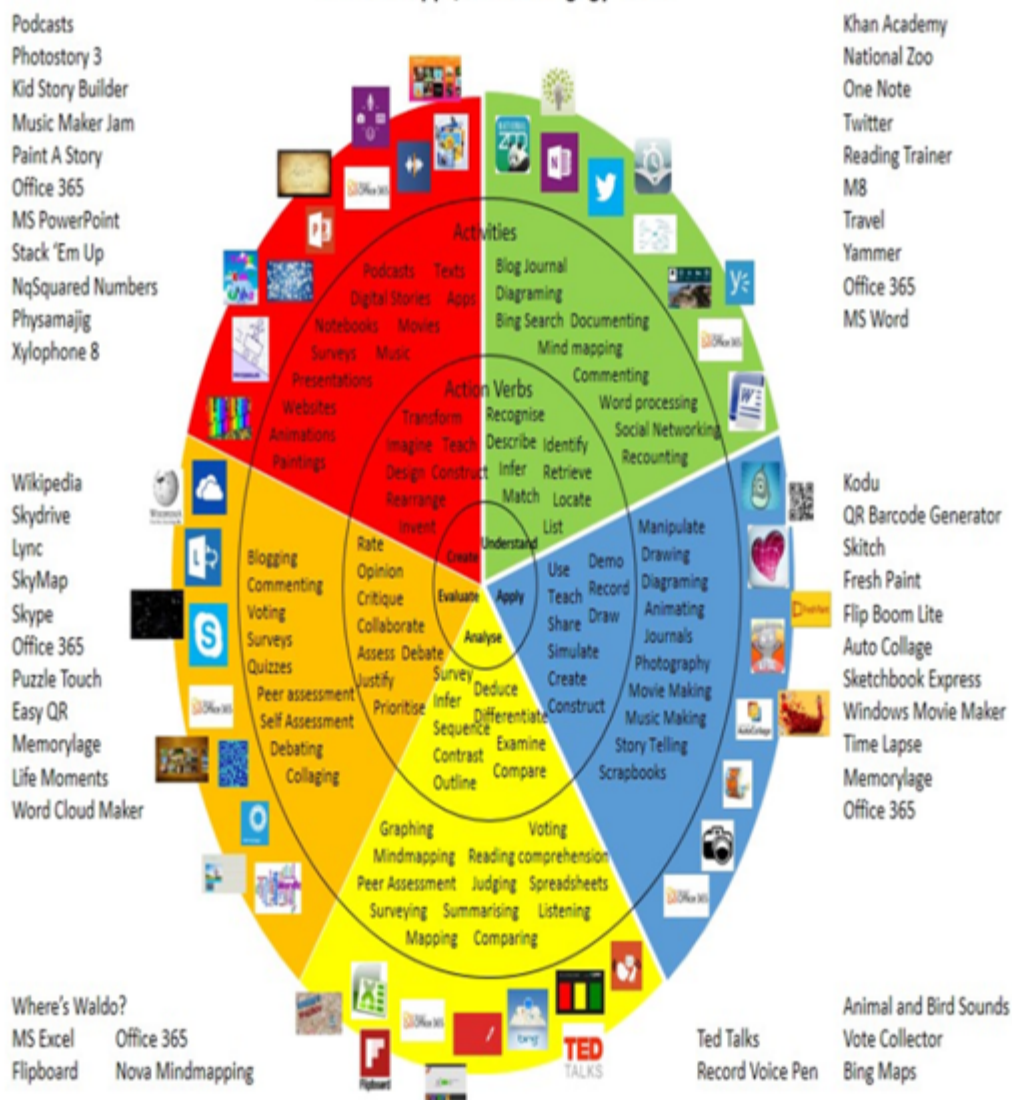 Podcasts
Photostory 3
Kid Story Builder
Music Maker Jam
Paint A Story
Office 365
MS PowerPoint
Stack ‘Em Up
NqSquared Numbers
Physamajig
Xylophone 8
Khan Academy
National Zoo
One Note
Twitter
Reading Trainer
M8
Travel
Yammer
Office 365
MS Word
Activities
Podcasts Texts
Digital Stories Apps
Notebooks Movies
Surveys Music
Presentations
Websites
Animations
Paintings
Blog Journal
Diagraming
Bing Search Documenting
Mind mapping
Commenting
Word processing
Social Networking
Recounting
Action Verbs
Transform
Imagine Teach
Design Construct
Rearrange
Invent
Create
Recognise
Describe Identify
Infer Retrieve
Match Locate
List
Understand
Wikipedia
Skydrive
Lync
SkyMap
Skype
Office 365
Puzzle Touch
Easy QR
Memorylage
Life Moments
Word Cloud Maker
Blogging
Commenting
Voting
Surveys
Quizzes
Peer assessment
Self Assessment
Debating
Collaging
Rate
Opinion
Critique
Collaborate
Assess Debate
Justify
Prioritise
Evaluate
Apply
Analyse
Use Demo
Teach Record
Share Draw
Simulate
Create
Construct
Manipulate
Drawing
Diagraming
Animating
Journals
Photography
Movie Making
Music Making
Story Telling
Scrapbooks
Kodu
QR Barcode Generator
Skitch
Fresh Paint
Flip Boom Lite
Auto Collage
Sketchbook Express
Windows Movie Maker
Time Lapse
Memorylage
Office 365
Survey
Infer Deduce
Sequence Differentiate
Contrast Examine
Outline Compare
Graphing Voting
Mindmapping Reading comprehension
Peer Assessment Judging Spreadsheets
Surveying Summarising Listening
Mapping Comparing
Where’s Waldo?
MS Excel Office 365
Flipboard Nova Mindmapping
Flipboard
bing
TED
TALKS
Animal and Bird Sounds
Ted Talks Vote Collector
Record Voice Pen Bing Maps